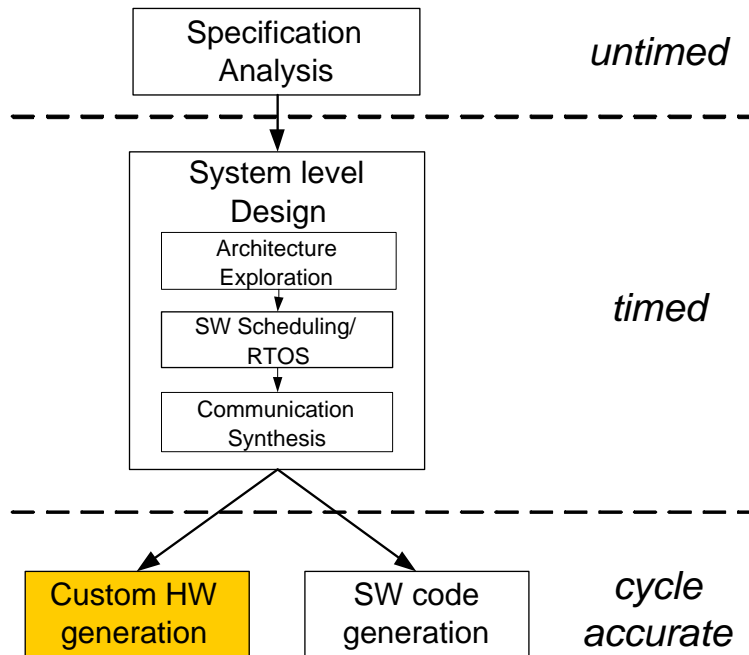 Specification
Analysis
untimed
System level
Design
Architecture
Exploration
SW Scheduling/
RTOS
Communication
Synthesis
timed
Custom HW
generation
SW code
generation
cycle
accurate